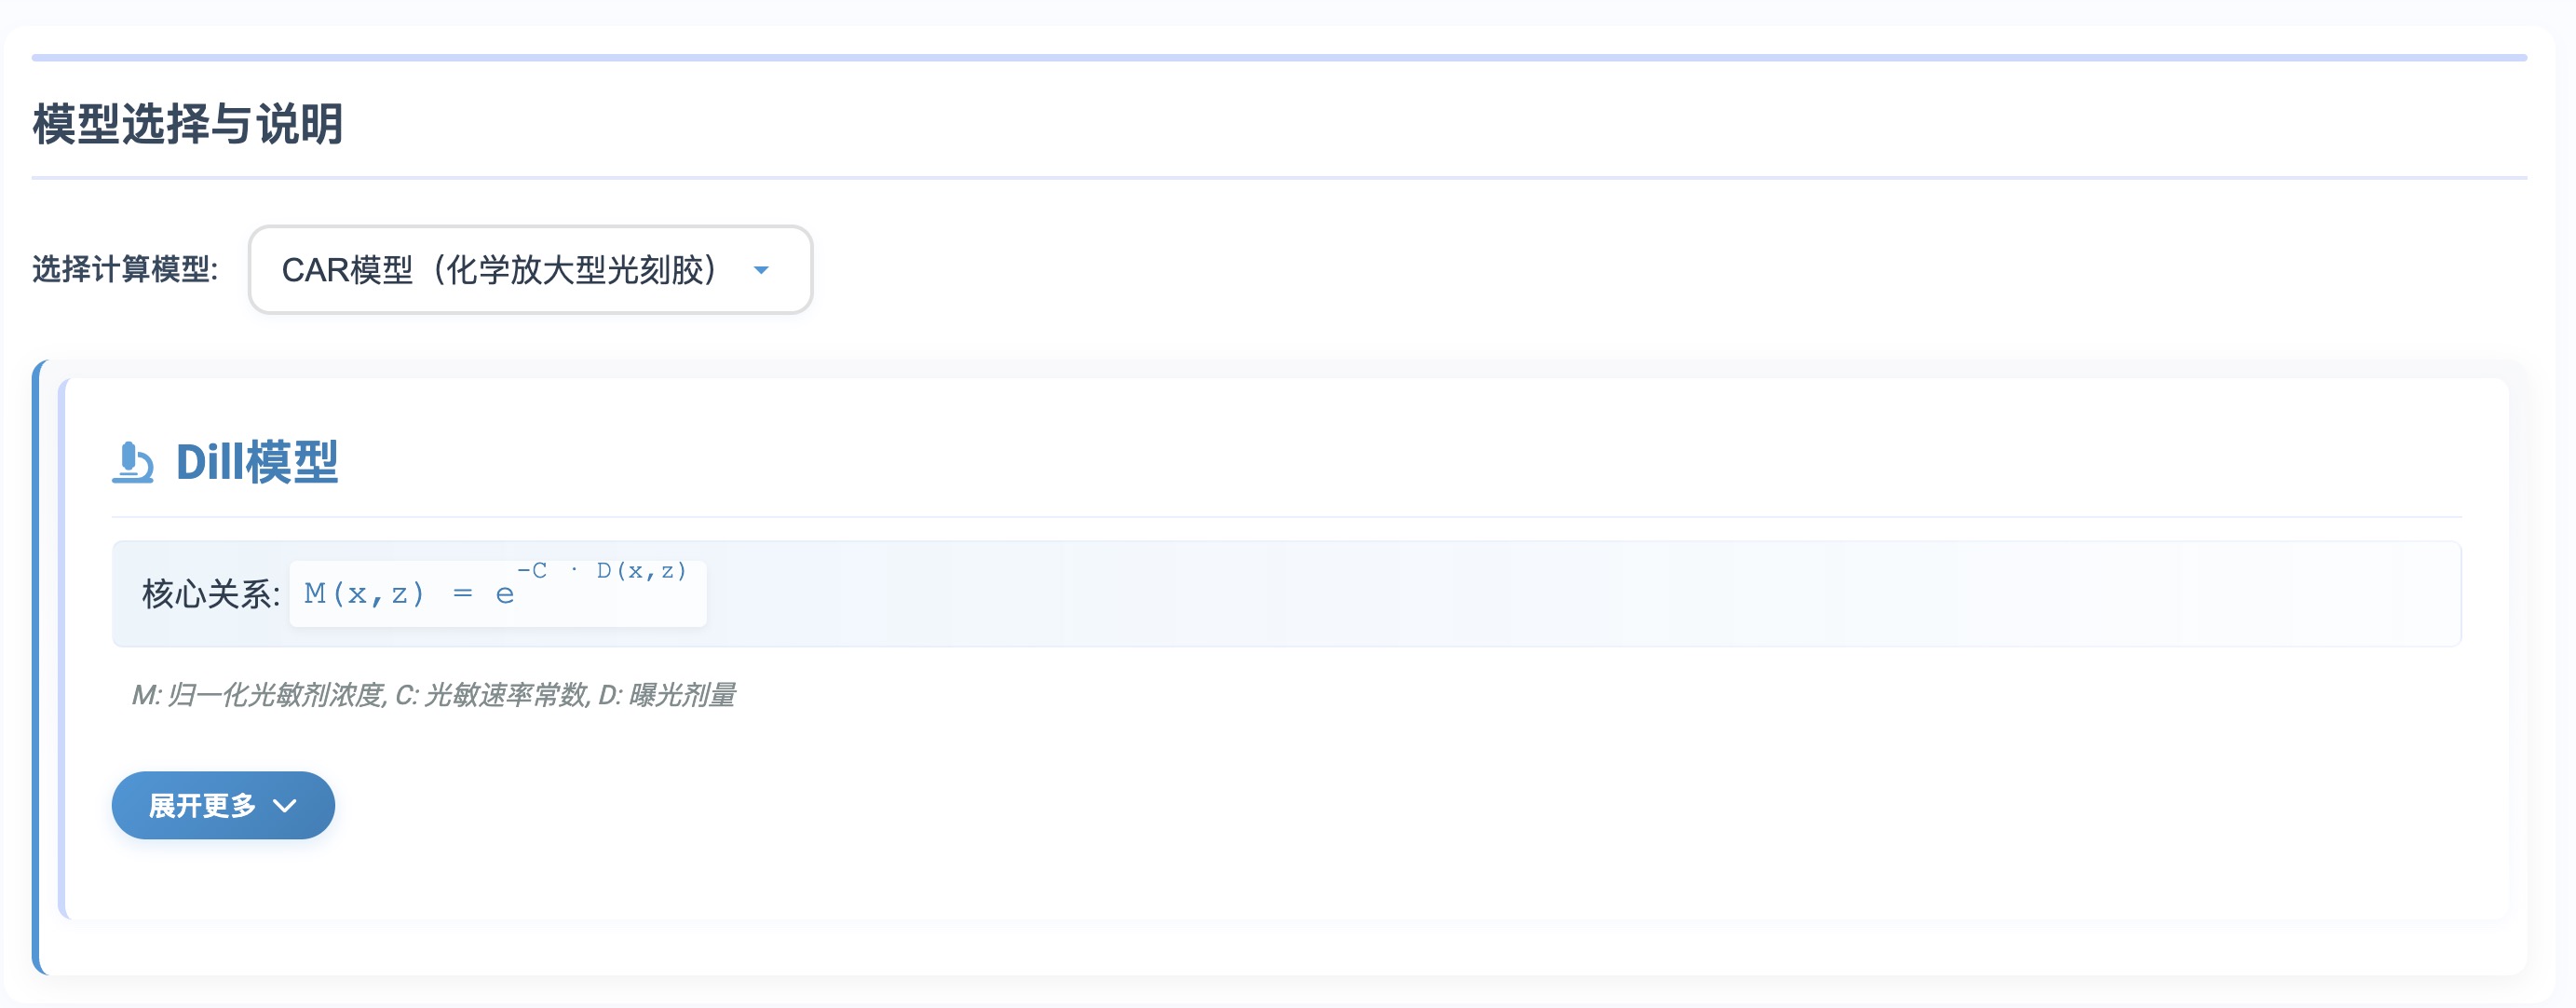 模型选择与说明
选择计算模型: CAR模型（化学放大型光刻胶）
Dill模型
核心关系: M(x,z) = e^-C · D(x,z)
M: 归一化光敏剂浓度, C: 光敏速率常数, D: 曝光剂量
展开更多